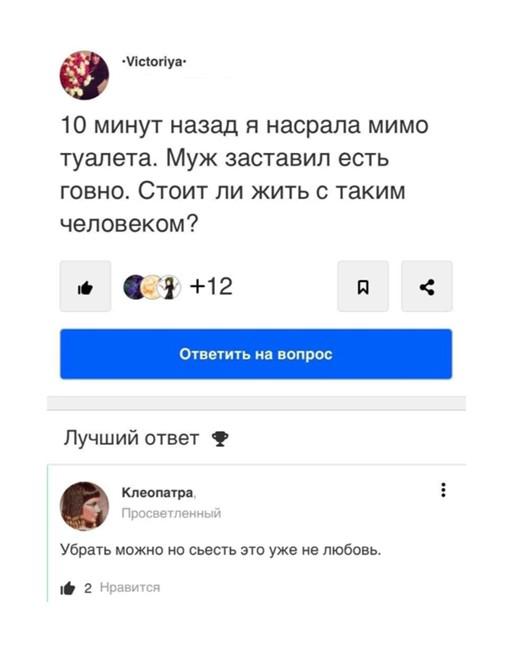 ·Victoriya·
10 минут назад я насрала мимо
туалета. Муж заставил есть
говно. Стоит ли жить с таким
человеком?
+12
Ответить на вопрос
Лучший ответ
Клеопатра,
Просветленный
Убрать можно но сьесть это уже не любовь.
2 Нравится